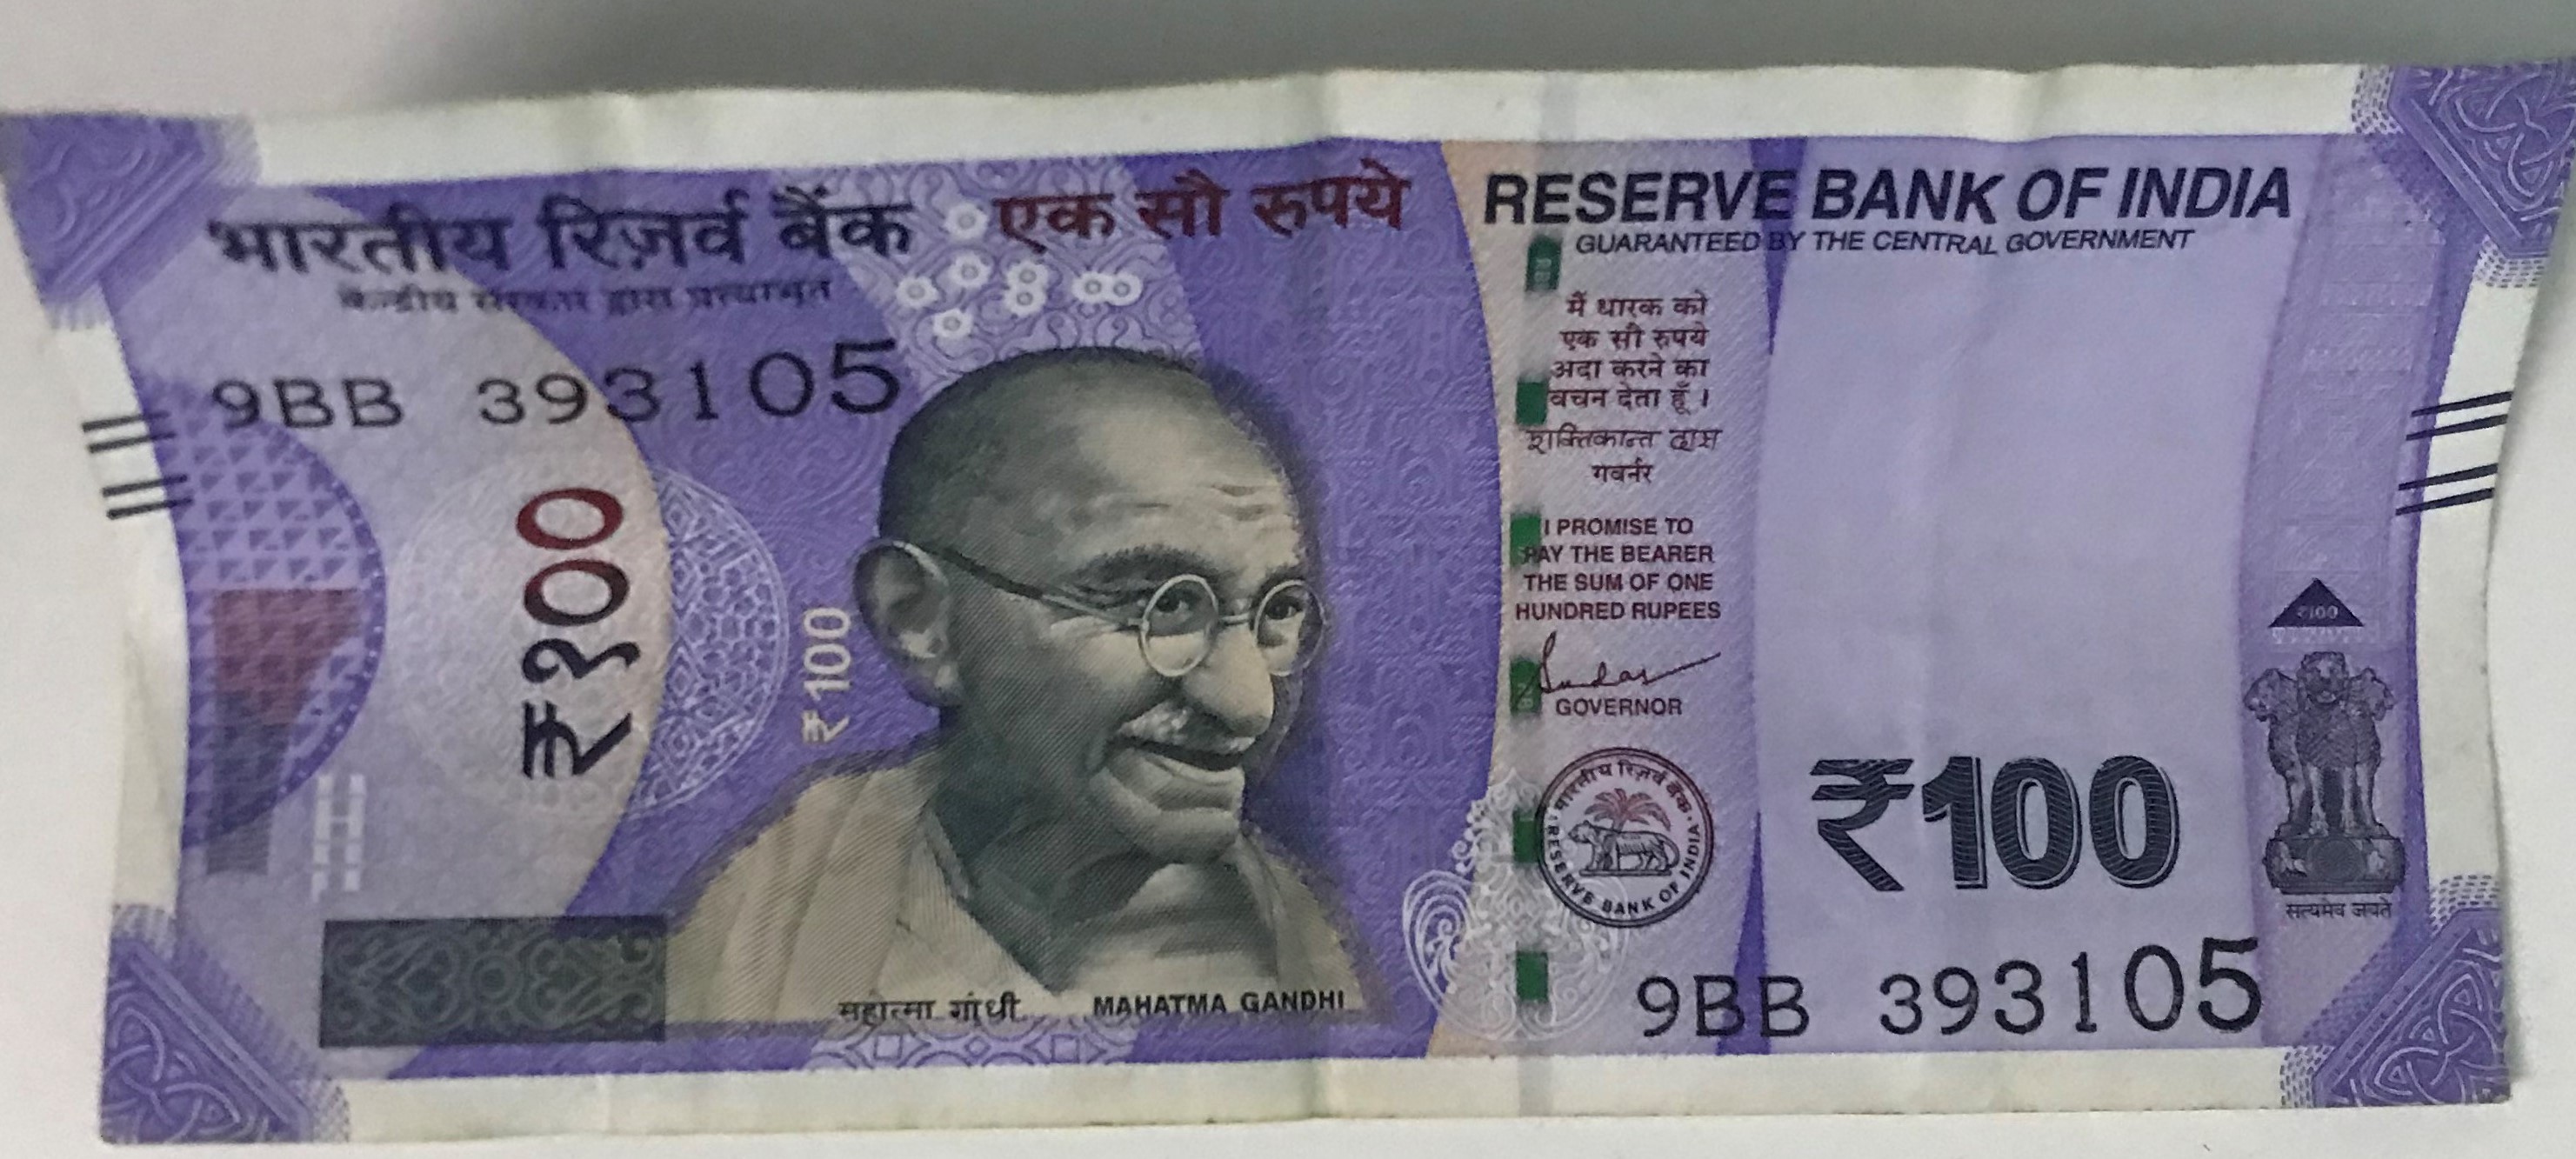 भारतीय रिज़र्व बैंक
केन्द्रीय सरकार द्वारा प्रत्याभूत
एक सौ रुपये
9BB 393105
₹१००
₹100
महात्मा गांधी
MAHATMA GANDHI
RESERVE BANK OF INDIA
GUARANTEED BY THE CENTRAL GOVERNMENT
मैं धारक को
एक सौ रुपये
अदा करने का
वचन देता हूँ ।
शक्तिकान्त दास
गवर्नर
I PROMISE TO
PAY THE BEARER
THE SUM OF ONE
HUNDRED RUPEES
GOVERNOR
भारतीय रिज़र्व बैंक
RESERVE BANK OF INDIA
₹100
₹100
सत्यमेव जयते
9BB 393105